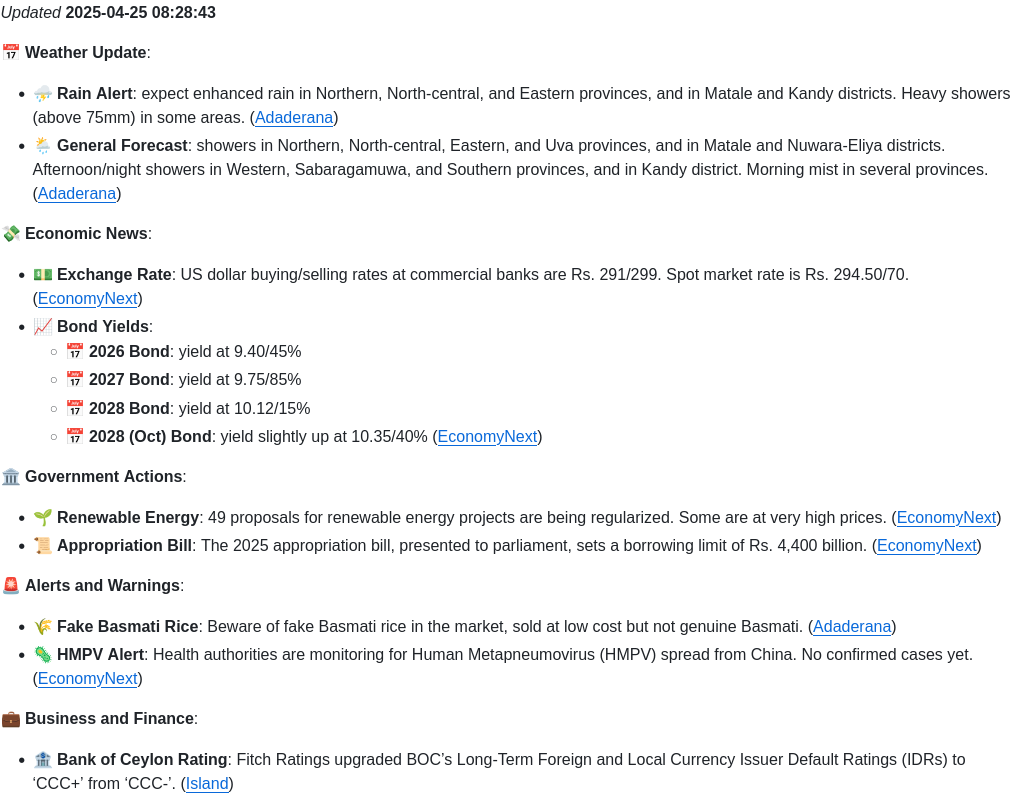 Updated 2025-04-25 08:28:43
📅 Weather Update:
• ⛈️ Rain Alert: expect enhanced rain in Northern, North-central, and Eastern provinces, and in Matale and Kandy districts. Heavy showers
(above 75mm) in some areas. (Adaderana)
• 🌦️ General Forecast: showers in Northern, North-central, Eastern, and Uva provinces, and in Matale and Nuwara-Eliya districts.
Afternoon/night showers in Western, Sabaragamuwa, and Southern provinces, and in Kandy district. Morning mist in several provinces.
(Adaderana)
💸 Economic News:
• 💵 Exchange Rate: US dollar buying/selling rates at commercial banks are Rs. 291/299. Spot market rate is Rs. 294.50/70.
(EconomyNext)
• 📈 Bond Yields:
○ 📅 2026 Bond: yield at 9.40/45%
○ 📅 2027 Bond: yield at 9.75/85%
○ 📅 2028 Bond: yield at 10.12/15%
○ 📅 2028 (Oct) Bond: yield slightly up at 10.35/40% (EconomyNext)
🏛️ Government Actions:
• 🌱 Renewable Energy: 49 proposals for renewable energy projects are being regularized. Some are at very high prices. (EconomyNext)
• 📜 Appropriation Bill: The 2025 appropriation bill, presented to parliament, sets a borrowing limit of Rs. 4,400 billion. (EconomyNext)
🚨 Alerts and Warnings:
• 🌾 Fake Basmati Rice: Beware of fake Basmati rice in the market, sold at low cost but not genuine Basmati. (Adaderana)
• 🦠 HMPV Alert: Health authorities are monitoring for Human Metapneumovirus (HMPV) spread from China. No confirmed cases yet.
(EconomyNext)
💼 Business and Finance:
• 🏦 Bank of Ceylon Rating: Fitch Ratings upgraded BOC’s Long-Term Foreign and Local Currency Issuer Default Ratings (IDRs) to
‘CCC+’ from ‘CCC-’. (Island)